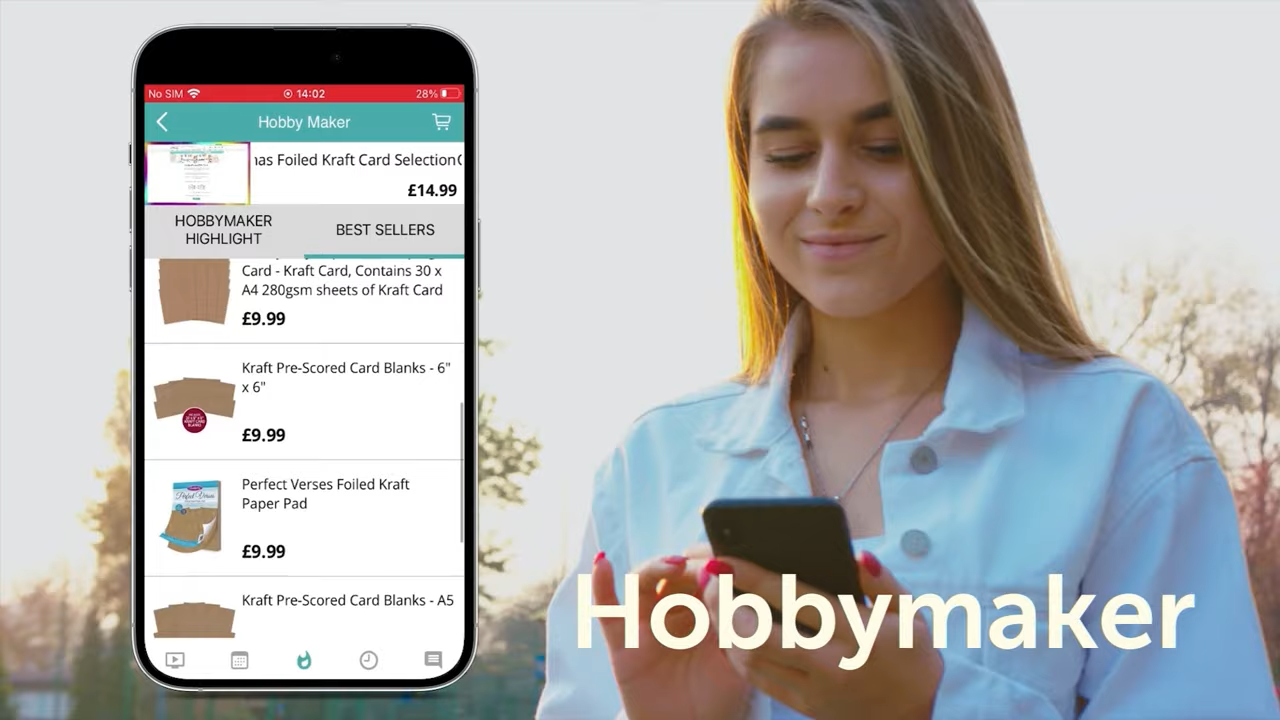 No SIM 14:02 28%
Hobby Maker
as Foiled Kraft Card Selection
£14.99
HOBBYMAKER
HIGHLIGHT
BEST SELLERS
Card - Kraft Card, Contains 30 x
A4 280gsm sheets of Kraft Card
£9.99
Kraft Pre-Scored Card Blanks - 6"
x 6"
£9.99
Perfect Verses Foiled Kraft
Paper Pad
£9.99
Perfect Verses
Kraft Pre-Scored Card Blanks - A5
Hobbymaker